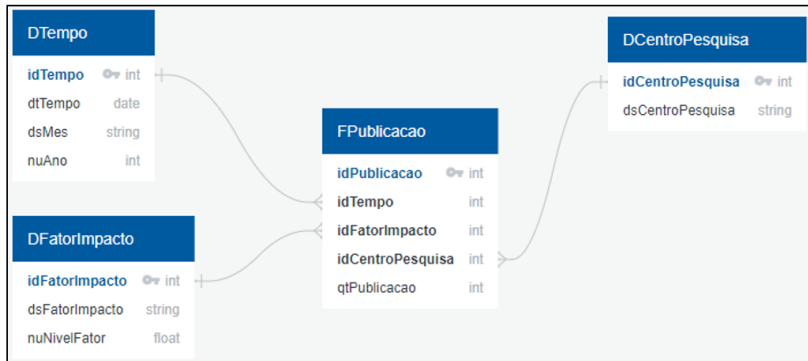 DTempo
idTempo int
dtTempo date
dsMes string
nuAno int
DFatorImpacto
idFatorImpacto int
dsFatorImpacto string
nuNivelFator float
FPublicacao
idPublicacao int
idTempo int
idFatorImpacto int
idCentroPesquisa int
qtPublicacao int
DCentroPesquisa
idCentroPesquisa int
dsCentroPesquisa string